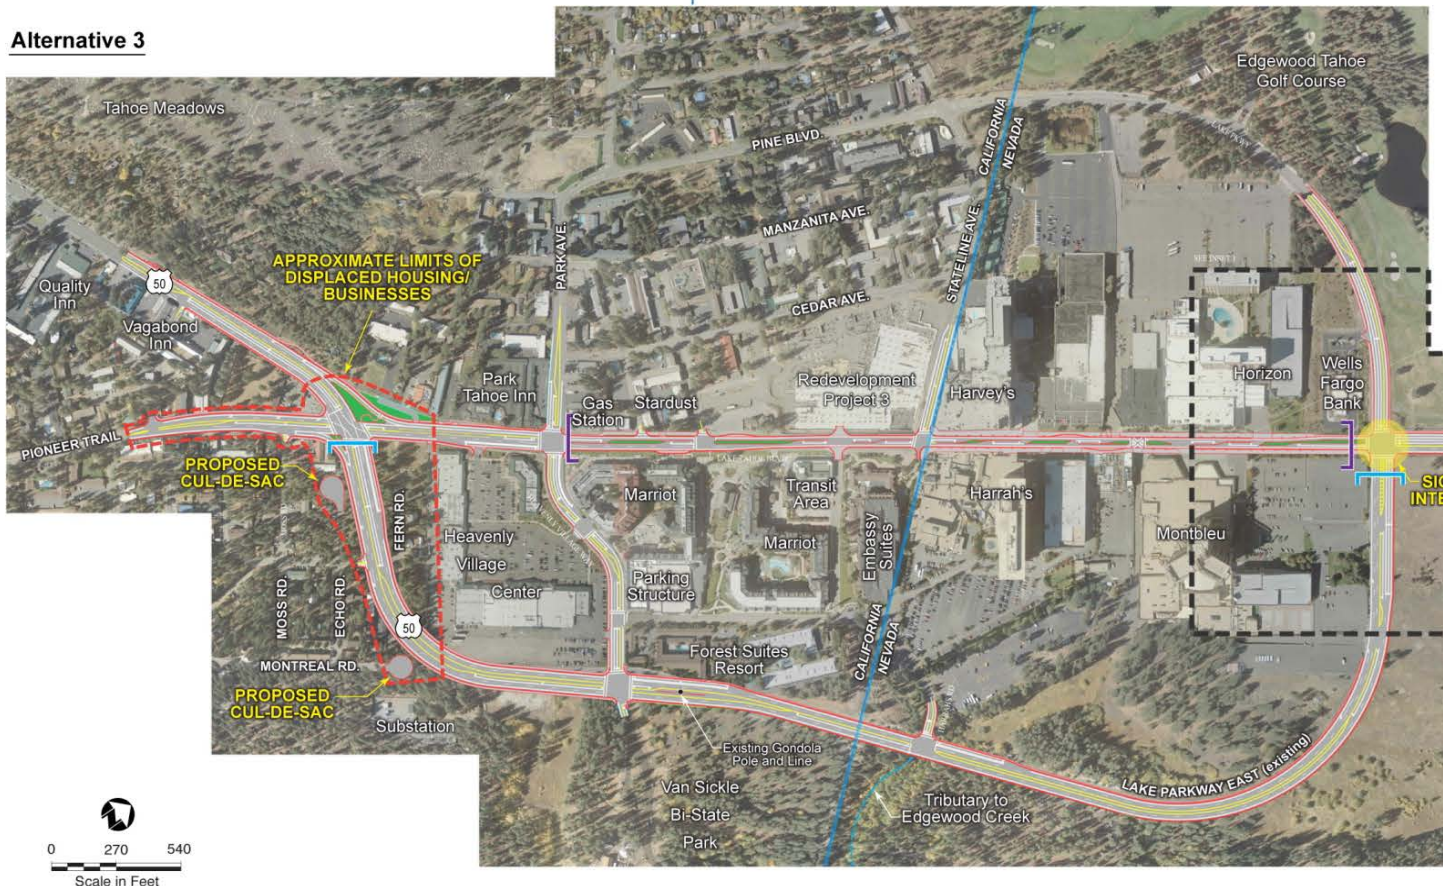 Alternative 3
Tahoe Meadows
Edgewood Tahoe
Golf Course
PINE BLVD.
CALIFORNIA
NEVADA
LAKE PKWY
MANZANITA AVE.
PARK AVE.
STATELINE AVE.
CEDAR AVE.
APPROXIMATE LIMITS OF
DISPLACED HOUSING/
BUSINESSES
50
Quality
Inn
Vagabond
Inn
Park
Tahoe Inn
Gas
Station
Stardust
Redevelopment
Project 3
Harvey's
Horizon
Wells
Fargo
Bank
PIONEER TRAIL
PROPOSED
CUL-DE-SAC
FERN RD.
Heavenly
Village
Center
Marriot
Transit
Area
Marriot
Embassy
Suites
Harrah's
Montbleu
SIG
INTE
Parking
Structure
MOSS RD.
ECHO RD.
50
MONTREAL RD.
PROPOSED
CUL-DE-SAC
Substation
Forest Suites
Resort
CALIFORNIA
NEVADA
Existing Gondola
Pole and Line
Van Sickle
Bi-State
Park
Tributary to
Edgewood Creek
LAKE PARKWAY EAST (existing)
0 270 540
Scale in Feet